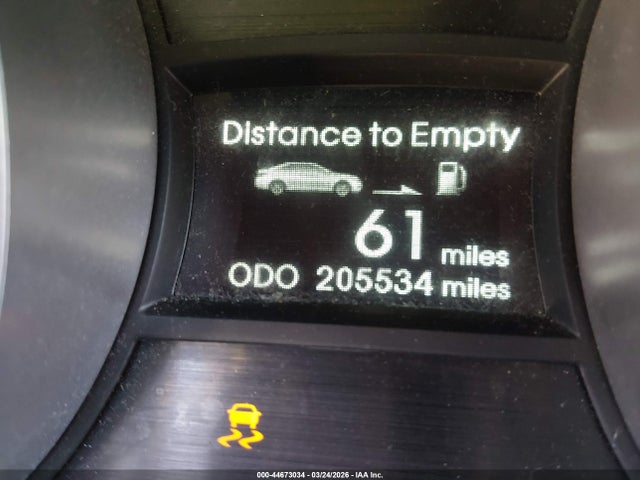 Distance to Empty
61 miles
ODO 205534 miles
000-44673034 - 03/24/2026 - IAA Inc.